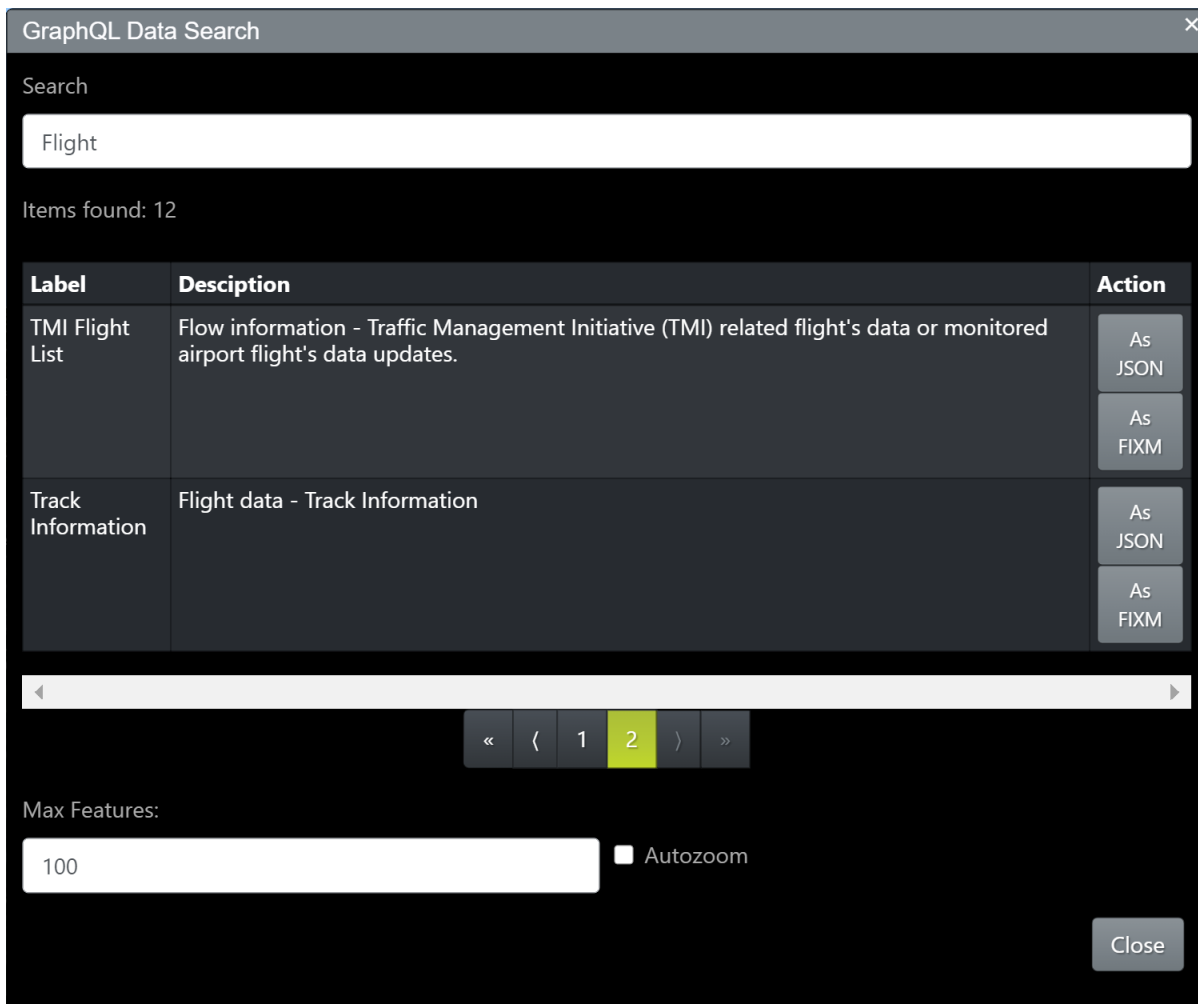 GraphQL Data Search
×
Search
Flight
Items found: 12
Label Desciption Action
TMI Flight
List
Flow information - Traffic Management Initiative (TMI) related flight's data or monitored
airport flight's data updates.
As
JSON
As
FIXM
Track
Information
Flight data - Track Information
As
JSON
As
FIXM
« ⟨ 1 2 ⟩ »
Max Features:
100
Autozoom
Close